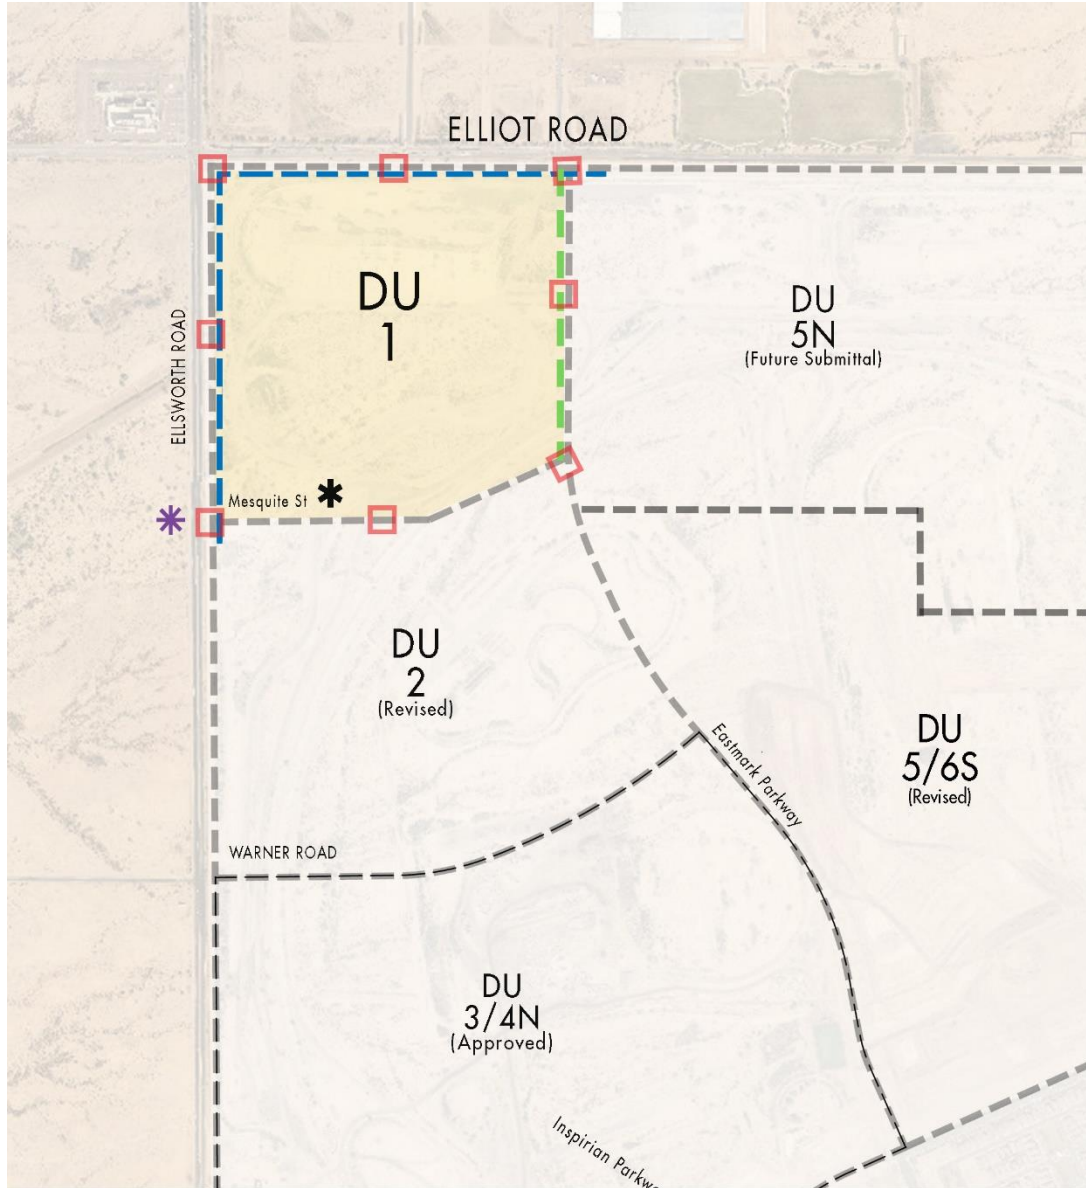 ELLIOT ROAD
DU
1
DU
5N
(Future Submittal)
ELLSWORTH ROAD
Mesquite St *
DU
2
(Revised)
Eastmark Parkway
DU
5/6S
(Revised)
WARNER ROAD
DU
3/4N
(Approved)
Inspirian Parkw